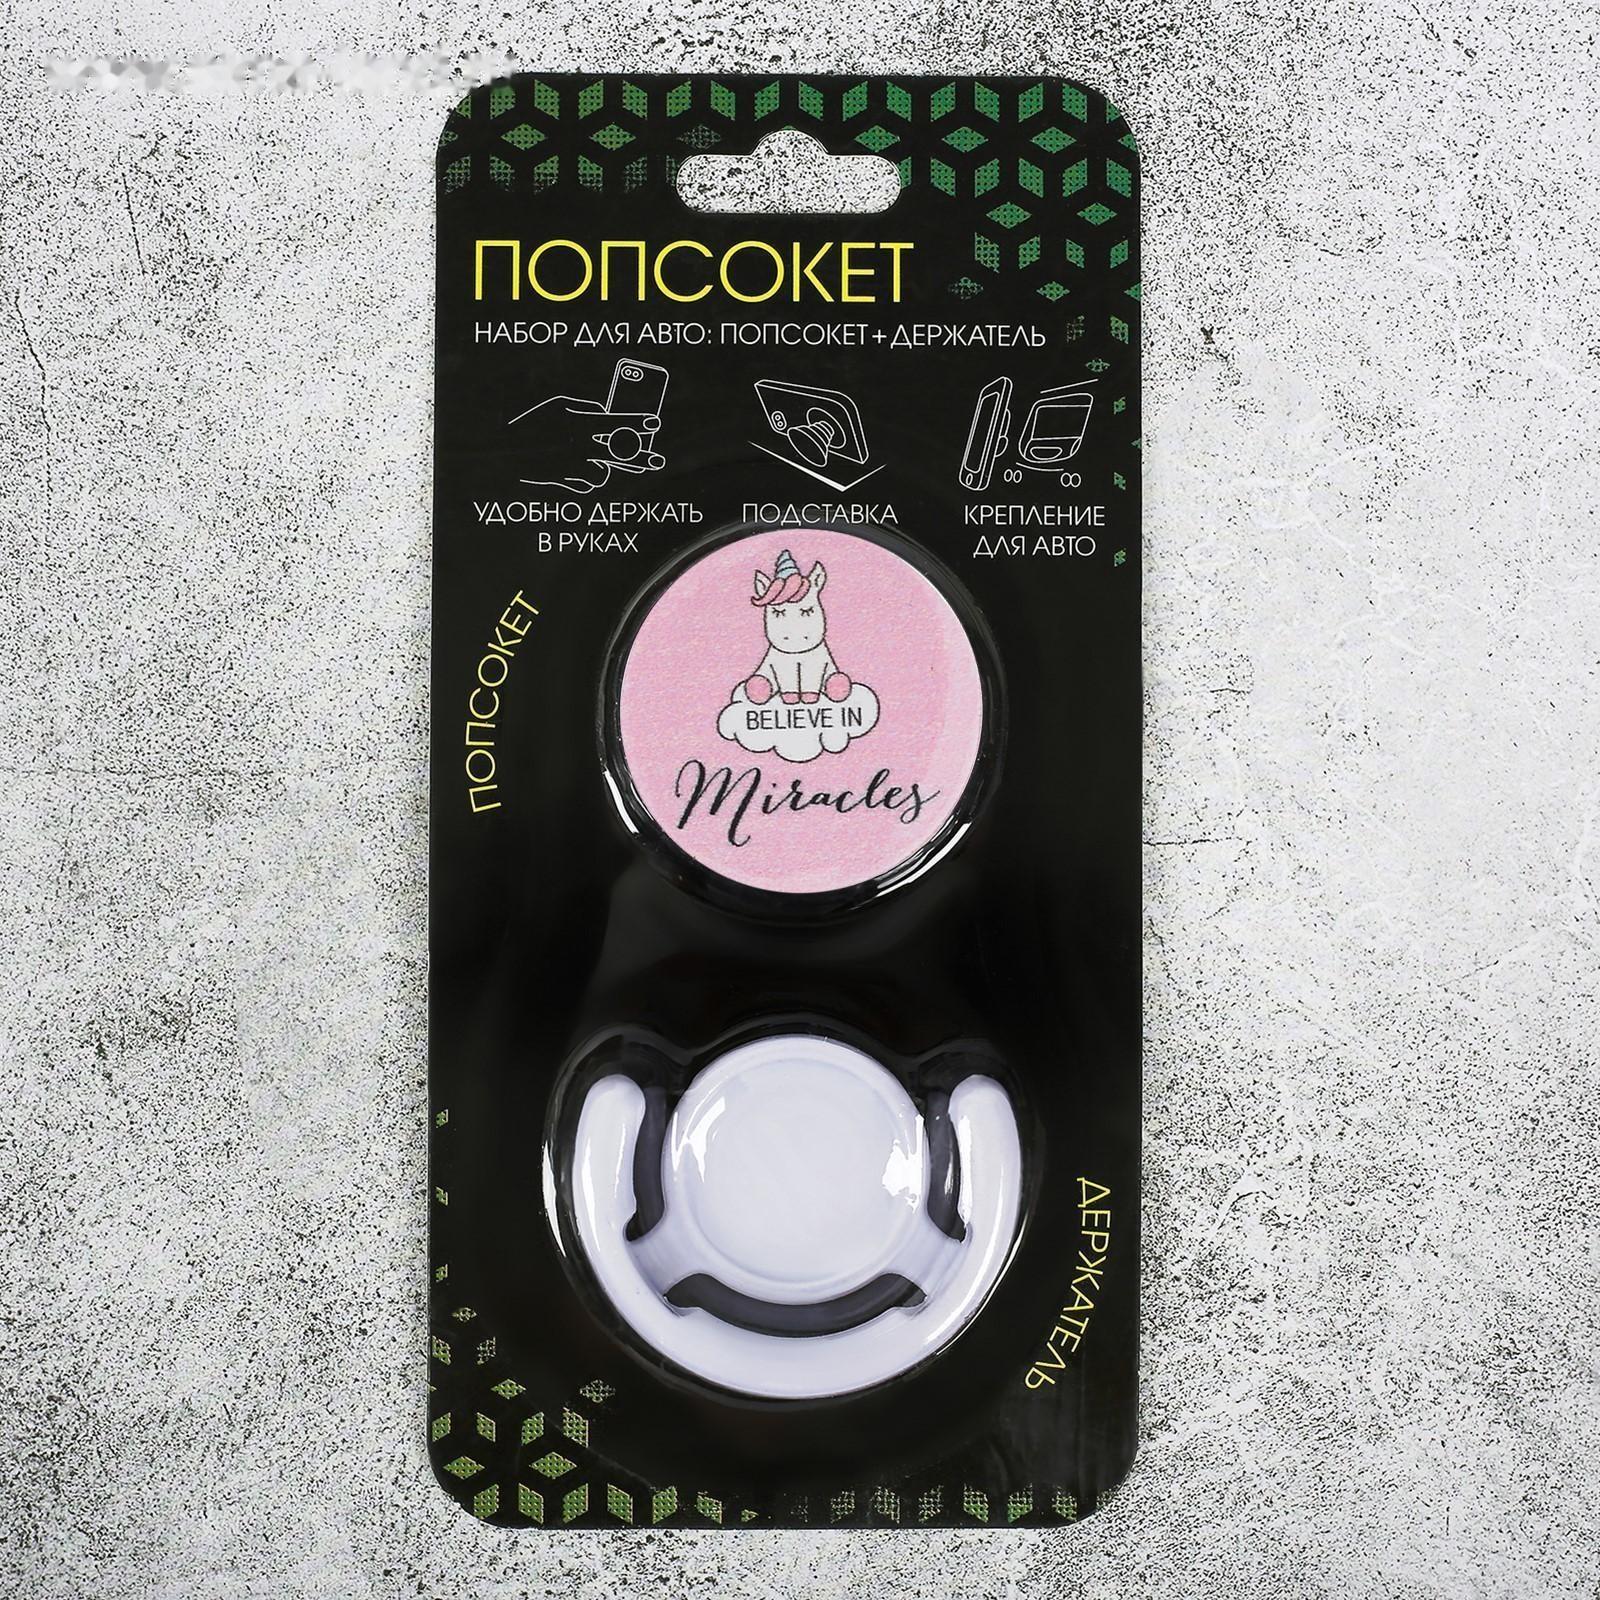 ПОПСОКЕТ
НАБОР ДЛЯ АВТО: ПОПСОКЕТ+ДЕРЖАТЕЛЬ
УДОБНО ДЕРЖАТЬ
В РУКАХ
ПОДСТАВКА
КРЕПЛЕНИЕ
ДЛЯ АВТО
ПОПСОКЕТ
BELIEVE IN
Miracles
ДЕРЖАТЕЛЬ